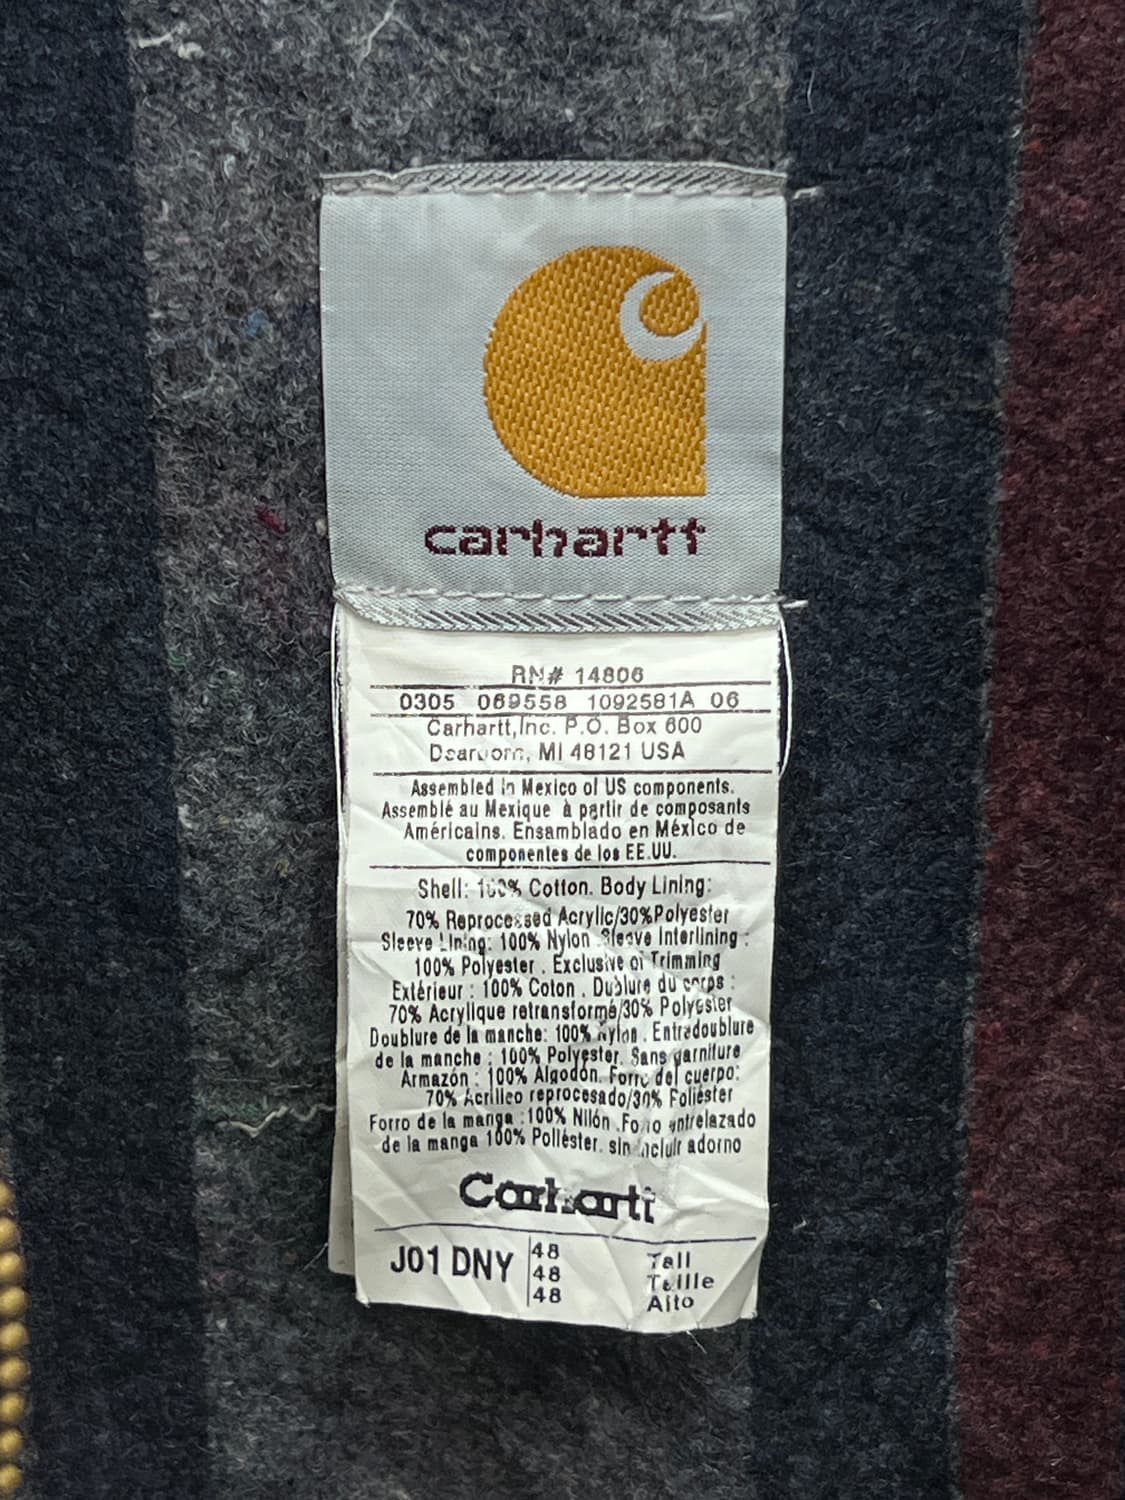 carhartt
RN# 14806
0305 069558 1092581A 06
Carhartt, Inc. P.O. Box 600
Dearborn, MI 48121 USA
Assembled in Mexico of US components.
Assemblé au Mexique à partir de composants
Américains. Ensamblado en México de
componentes de los EE.UU.
Shell: 100% Cotton. Body Lining:
70% Reprocessed Acrylic/30%Polyester
Sleeve Lining: 100% Nylon .Sleeve Interlining :
100% Polyester . Exclusive of Trimming
Extérieur : 100% Coton . Dublure du corps :
70% Acrylique retransformé/30% Polyester
Doublure de la manche: 100% Nylon . Entredoublure
de la manche : 100% Polyester. Sans garniture
Armazón : 100% Algodón. Forro del cuerpo:
70% Acrílico reprocesado/30% Poliéster
Forro de la manga :100% Nilón .Forro entrelazado
de la manga 100% Poliéster. sin incluir adorno
Carhartt
J01 DNY 48 Tall
48 Taille
48 Alto